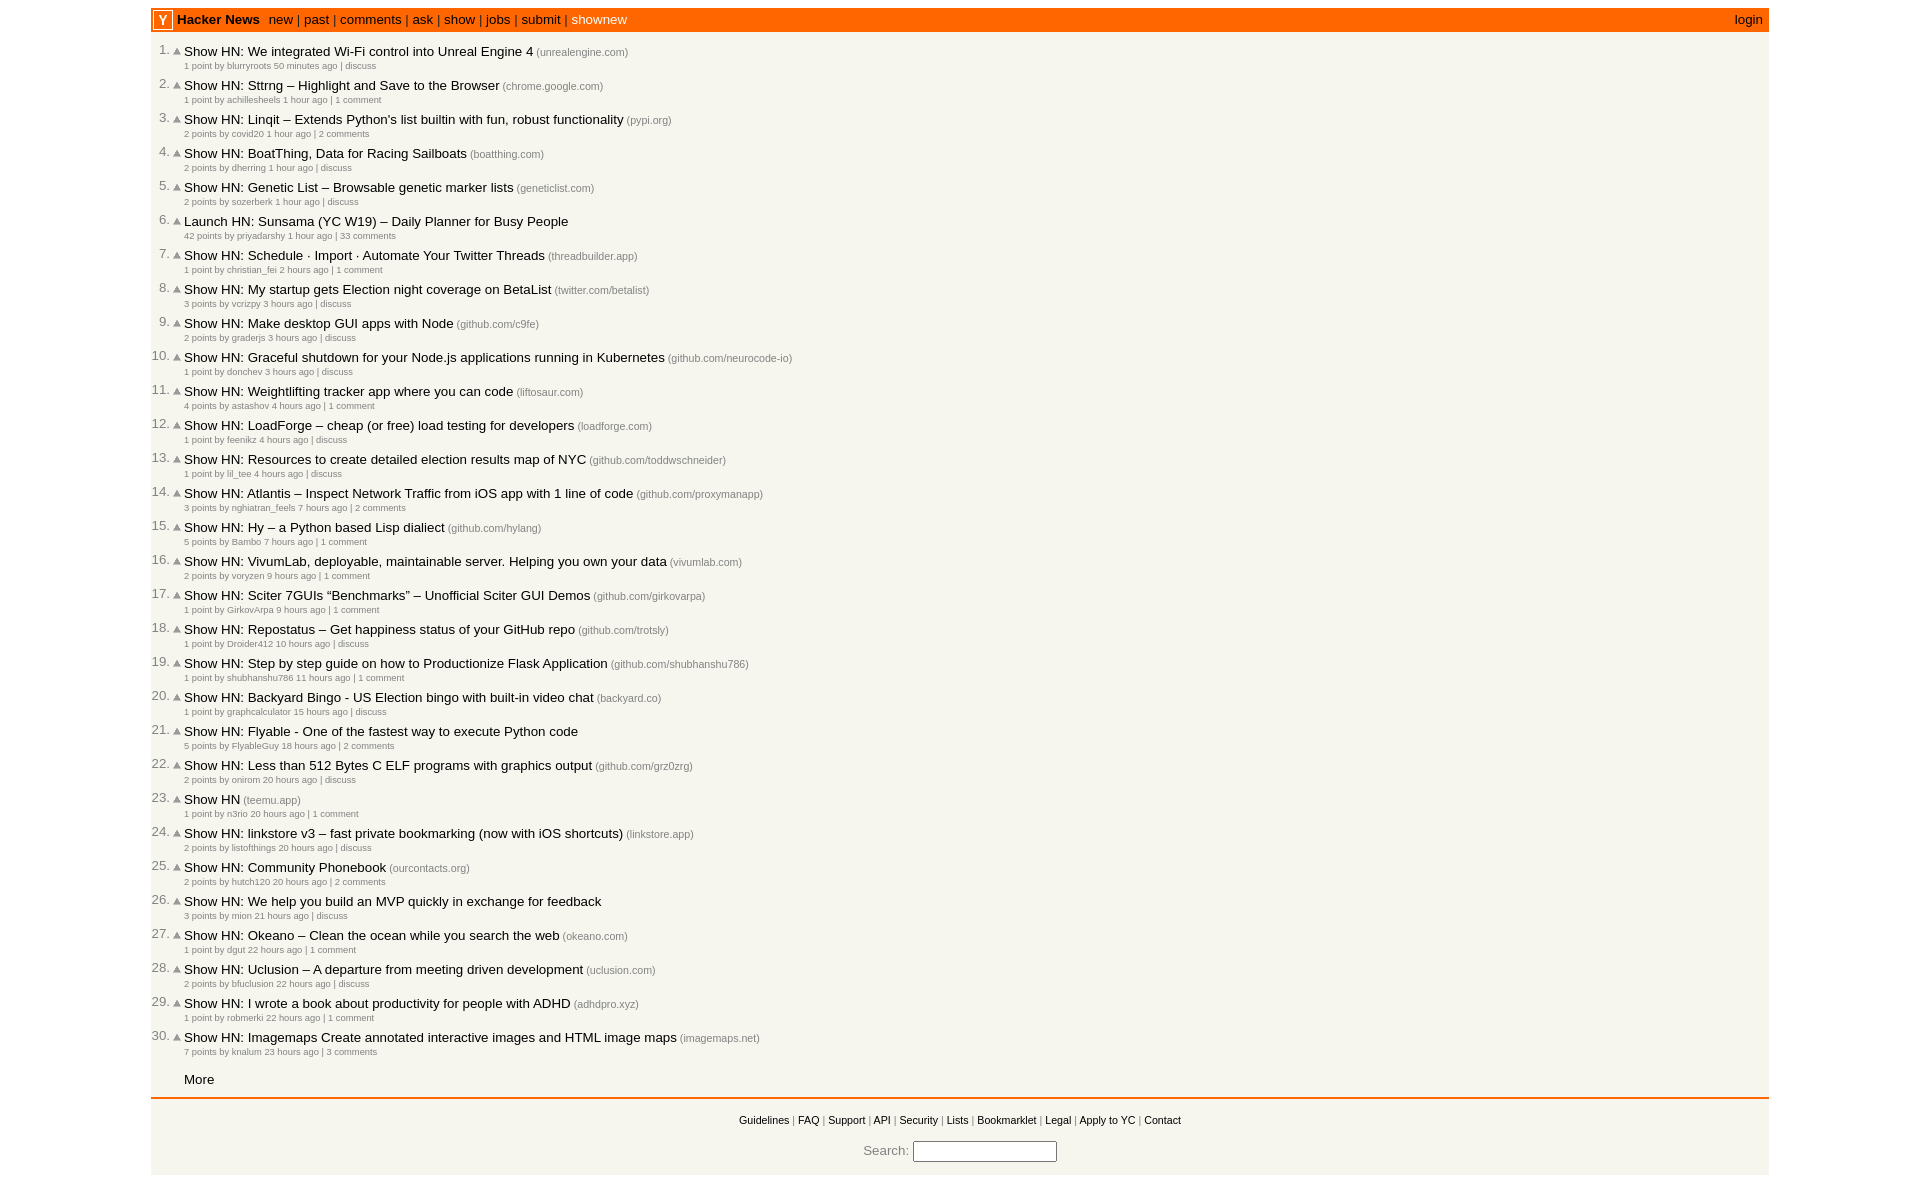 Y Hacker News new | past | comments | ask | show | jobs | submit | shownew login
1. Show HN: We integrated Wi-Fi control into Unreal Engine 4 (unrealengine.com)
1 point by blurryroots 50 minutes ago | discuss
2. Show HN: Sttrng – Highlight and Save to the Browser (chrome.google.com)
1 point by achillesheels 1 hour ago | 1 comment
3. Show HN: Linqit – Extends Python's list builtin with fun, robust functionality (pypi.org)
2 points by covid20 1 hour ago | 2 comments
4. Show HN: BoatThing, Data for Racing Sailboats (boatthing.com)
2 points by dherring 1 hour ago | discuss
5. Show HN: Genetic List – Browsable genetic marker lists (geneticlist.com)
2 points by sozerberk 1 hour ago | discuss
6. Launch HN: Sunsama (YC W19) – Daily Planner for Busy People
42 points by priyadarshy 1 hour ago | 33 comments
7. Show HN: Schedule · Import · Automate Your Twitter Threads (threadbuilder.app)
1 point by christian_fei 2 hours ago | 1 comment
8. Show HN: My startup gets Election night coverage on BetaList (twitter.com/betalist)
3 points by vcrizpy 3 hours ago | discuss
9. Show HN: Make desktop GUI apps with Node (github.com/c9fe)
2 points by graderjs 3 hours ago | discuss
10. Show HN: Graceful shutdown for your Node.js applications running in Kubernetes (github.com/neurocode-io)
1 point by donchev 3 hours ago | discuss
11. Show HN: Weightlifting tracker app where you can code (liftosaur.com)
4 points by astashov 4 hours ago | 1 comment
12. Show HN: LoadForge – cheap (or free) load testing for developers (loadforge.com)
1 point by feenikz 4 hours ago | discuss
13. Show HN: Resources to create detailed election results map of NYC (github.com/toddwschneider)
1 point by lil_tee 4 hours ago | discuss
14. Show HN: Atlantis – Inspect Network Traffic from iOS app with 1 line of code (github.com/proxymanapp)
3 points by nghiatran_feels 7 hours ago | 2 comments
15. Show HN: Hy – a Python based Lisp dialiect (github.com/hylang)
5 points by Bambo 7 hours ago | 1 comment
16. Show HN: VivumLab, deployable, maintainable server. Helping you own your data (vivumlab.com)
2 points by voryzen 9 hours ago | 1 comment
17. Show HN: Sciter 7GUIs “Benchmarks” – Unofficial Sciter GUI Demos (github.com/girkovarpa)
1 point by GirkovArpa 9 hours ago | 1 comment
18. Show HN: Repostatus – Get happiness status of your GitHub repo (github.com/trotsly)
1 point by Droider412 10 hours ago | discuss
19. Show HN: Step by step guide on how to Productionize Flask Application (github.com/shubhanshu786)
1 point by shubhanshu786 11 hours ago | 1 comment
20. Show HN: Backyard Bingo - US Election bingo with built-in video chat (backyard.co)
1 point by graphcalculator 15 hours ago | discuss
21. Show HN: Flyable - One of the fastest way to execute Python code
5 points by FlyableGuy 18 hours ago | 2 comments
22. Show HN: Less than 512 Bytes C ELF programs with graphics output (github.com/grz0zrg)
2 points by onirom 20 hours ago | discuss
23. Show HN (teemu.app)
1 point by n3rio 20 hours ago | 1 comment
24. Show HN: linkstore v3 – fast private bookmarking (now with iOS shortcuts) (linkstore.app)
2 points by listofthings 20 hours ago | discuss
25. Show HN: Community Phonebook (ourcontacts.org)
2 points by hutch120 20 hours ago | 2 comments
26. Show HN: We help you build an MVP quickly in exchange for feedback
3 points by mion 21 hours ago | discuss
27. Show HN: Okeano – Clean the ocean while you search the web (okeano.com)
1 point by dgut 22 hours ago | 1 comment
28. Show HN: Uclusion – A departure from meeting driven development (uclusion.com)
2 points by bfuclusion 22 hours ago | discuss
29. Show HN: I wrote a book about productivity for people with ADHD (adhdpro.xyz)
1 point by robmerki 22 hours ago | 1 comment
30. Show HN: Imagemaps Create annotated interactive images and HTML image maps (imagemaps.net)
7 points by knalum 23 hours ago | 3 comments
More
Guidelines | FAQ | Support | API | Security | Lists | Bookmarklet | Legal | Apply to YC | Contact
Search: